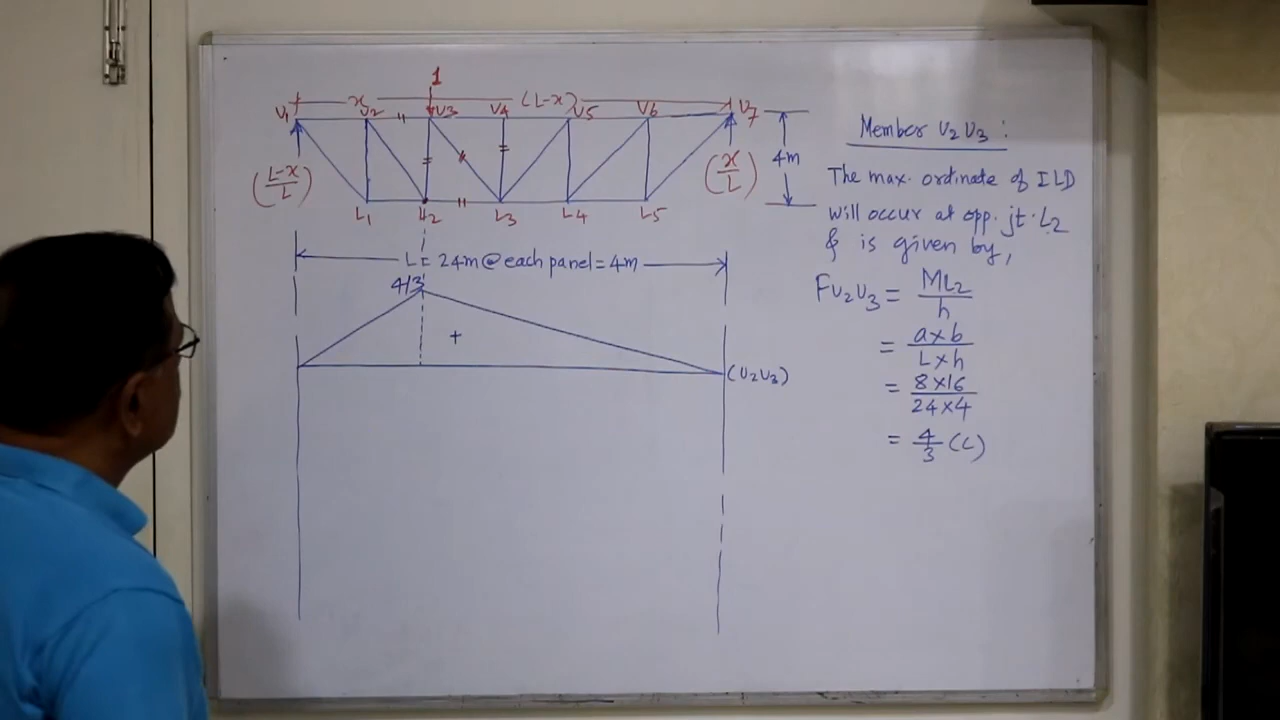 1
x (L-x)
U1 U2 U3 U4 U5 U6 U7
(L-x/L) (x/L) 4m
L1 L2 L3 L4 L5
L = 24m @ each panel = 4m
4/3
+
(U2U3)
Member U2U3 :
The max. ordinate of ILD
will occur at opp. jt. L2
& is given by,
FU2U3 = ML2/h
= a×b/L×h
= 8×16/24×4
= 4/3 (C)